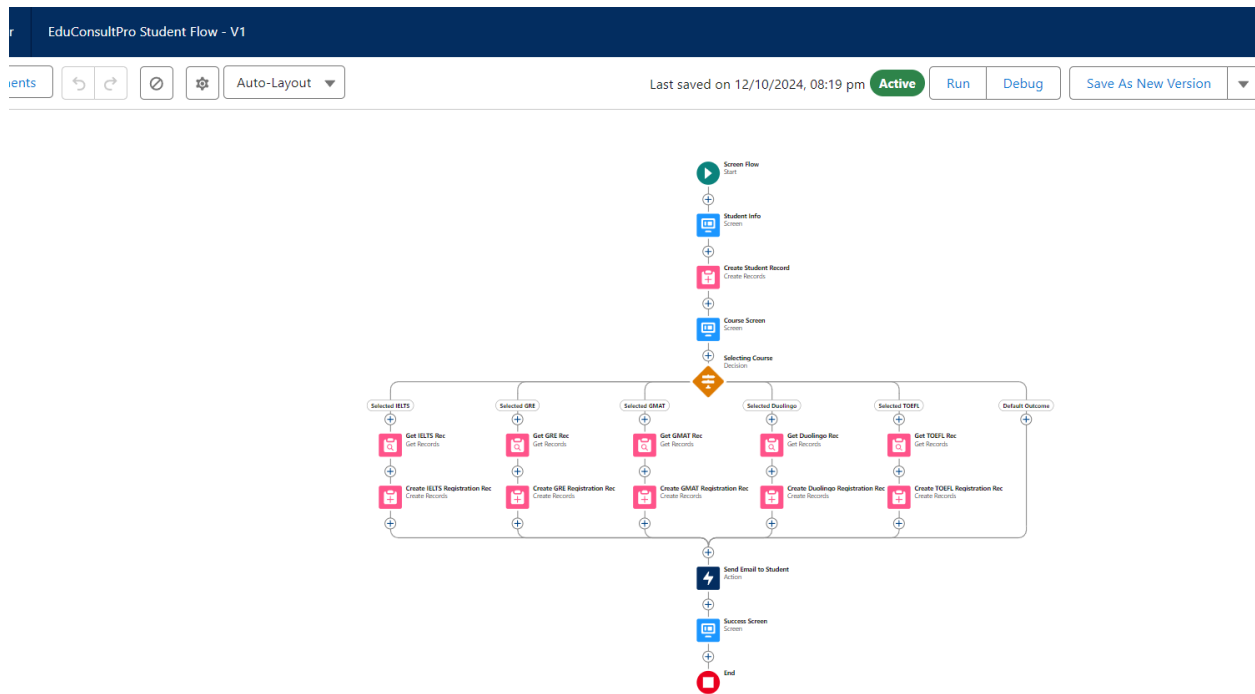 r
EduConsultPro Student Flow - V1
ents
Auto-Layout
Last saved on 12/10/2024, 08:19 pm
Active
Run
Debug
Save As New Version
Screen Flow
Start
Student Info
Screen
Create Student Record
Create Records
Course Screen
Screen
Selecting Course
Decision
Selected IELTS
Selected GRE
Selected GMAT
Selected Duolingo
Selected TOEFL
Default Outcome
Get IELTS Rec
Get Records
Get GRE Rec
Get Records
Get GMAT Rec
Get Records
Get Duolingo Rec
Get Records
Get TOEFL Rec
Get Records
Create IELTS Registration Rec
Create Records
Create GRE Registration Rec
Create Records
Create GMAT Registration Rec
Create Records
Create Duolingo Registration Rec
Create Records
Create TOEFL Registration Rec
Create Records
Send Email to Student
Action
Success Screen
Screen
End